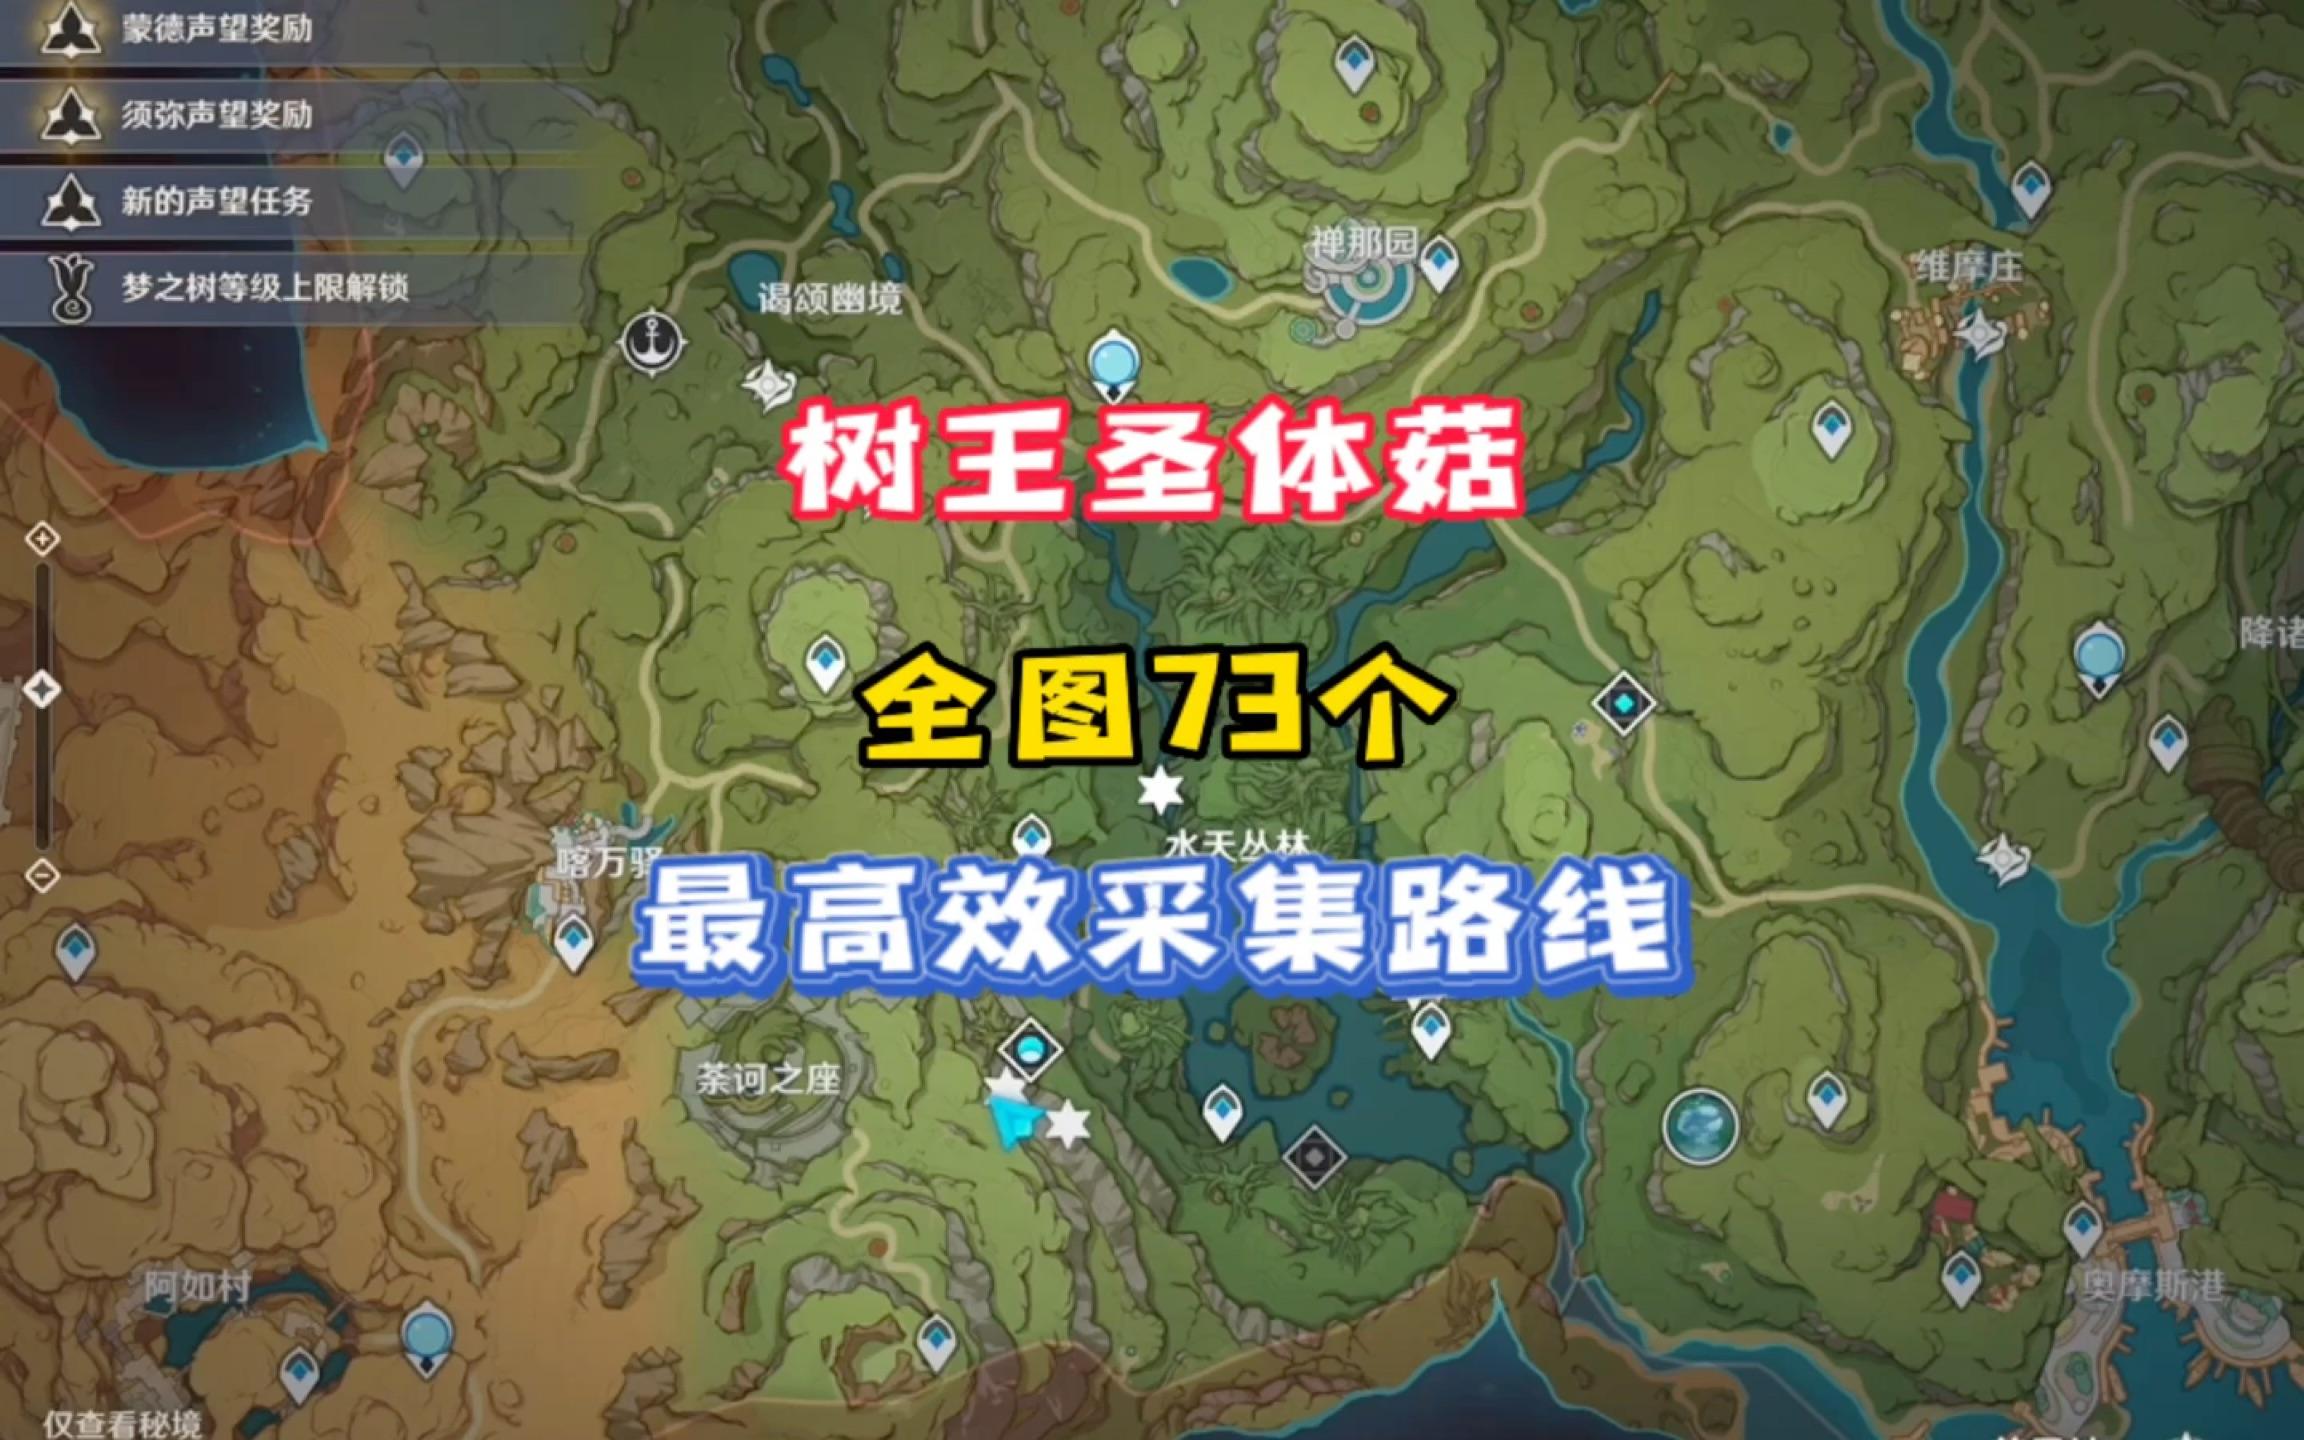 蒙德声望奖励
须弥声望奖励
新的声望任务
梦之树等级上限解锁
禅那园
维摩庄
谒颂幽境
树王圣体菇
降诸
全图73个
水天丛林
喀万驿
最高效采集路线
荼诃之座
阿如村
奥摩斯港
仅查看秘境